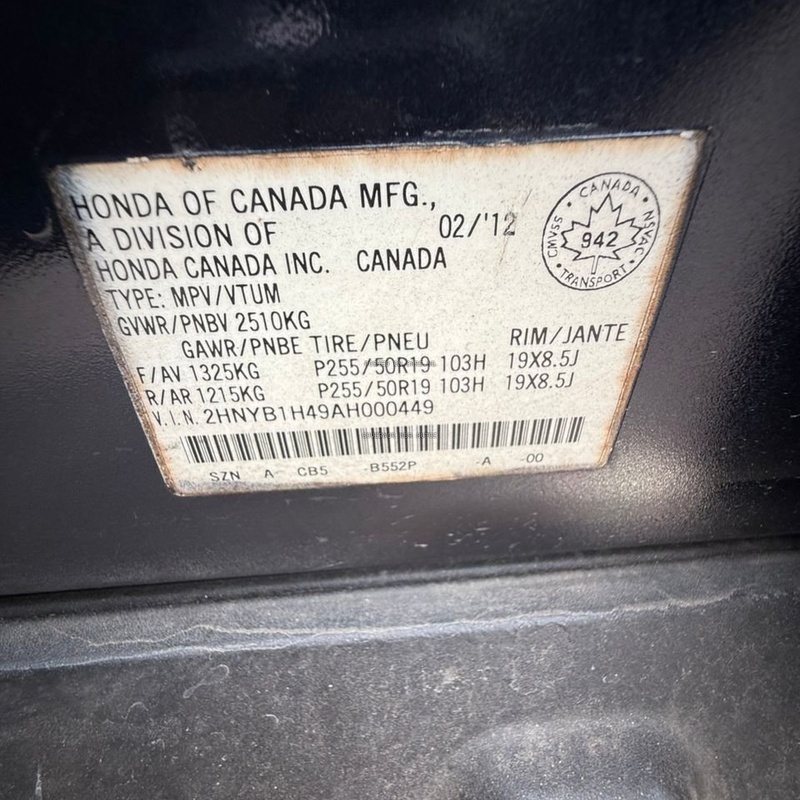 HONDA OF CANADA MFG.,
A DIVISION OF 02/'12
HONDA CANADA INC. CANADA
TYPE: MPV/VTUM
GVWR/PNBV 2510KG
GAWR/PNBE TIRE/PNEU RIM/JANTE
F/AV 1325KG P255/50R19 103H 19X8.5J
R/AR 1215KG P255/50R19 103H 19X8.5J
V.I.N. 2HNYB1H49AH000449
SZN A- CB5 -B552P -A -00
CANADA
CMVSS 942 NSVAC
TRANSPORT